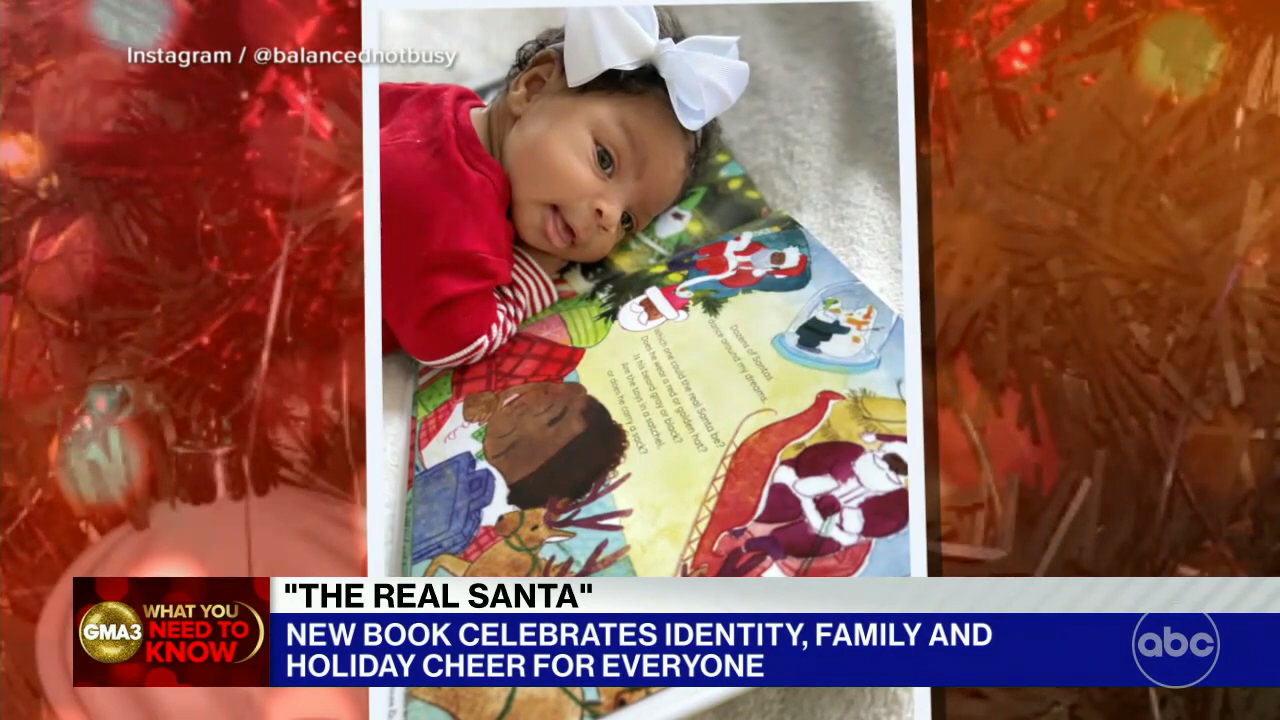 Instagram / @balancednotbusy
Dozens of Santas
dance around my dreams.
Which one could the real Santa be?
Does he wear a red or golden hat?
Is his beard gray or black?
Are the toys in a satchel,
or does he carry a sack?
GMA3
WHAT YOU
NEED TO
KNOW
"THE REAL SANTA"
NEW BOOK CELEBRATES IDENTITY, FAMILY AND
HOLIDAY CHEER FOR EVERYONE
abc